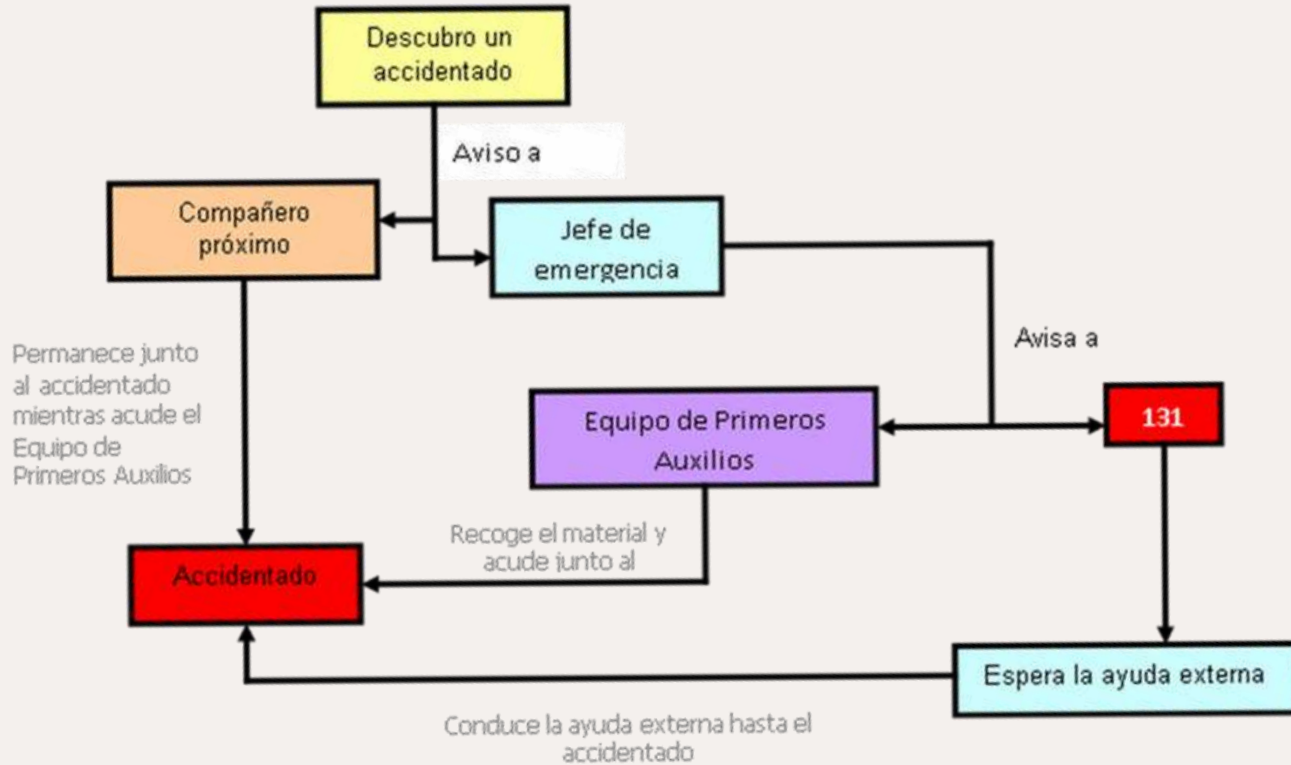 Descubro un
accidentado
Aviso a
Compañero
próximo
Jefe de
emergencia
Avisa a
Permanece junto
al accidentado
mientras acude el
Equipo de
Primeros Auxilios
Equipo de Primeros
Auxilios
131
Recoge el material y
acude junto al
Accidentado
Espera la ayuda externa
Conduce la ayuda externa hasta el
accidentado